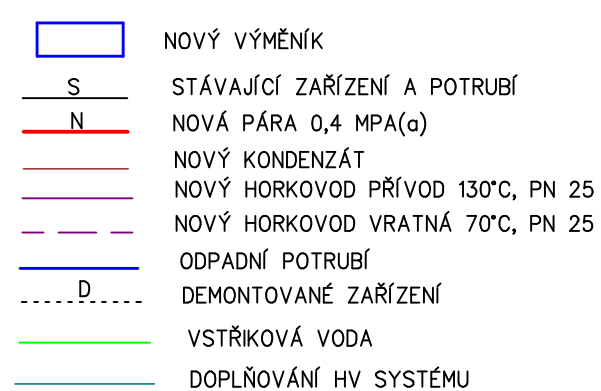 NOVÝ VÝMĚNÍK
S STÁVAJÍCÍ ZAŘÍZENÍ A POTRUBÍ
N NOVÁ PÁRA 0,4 MPA(a)
NOVÝ KONDENZÁT
NOVÝ HORKOVOD PŘÍVOD 130°C, PN 25
NOVÝ HORKOVOD VRATNÁ 70°C, PN 25
ODPADNÍ POTRUBÍ
D DEMONTOVANÉ ZAŘÍZENÍ
VSTŘIKOVÁ VODA
DOPLŇOVÁNÍ HV SYSTÉMU